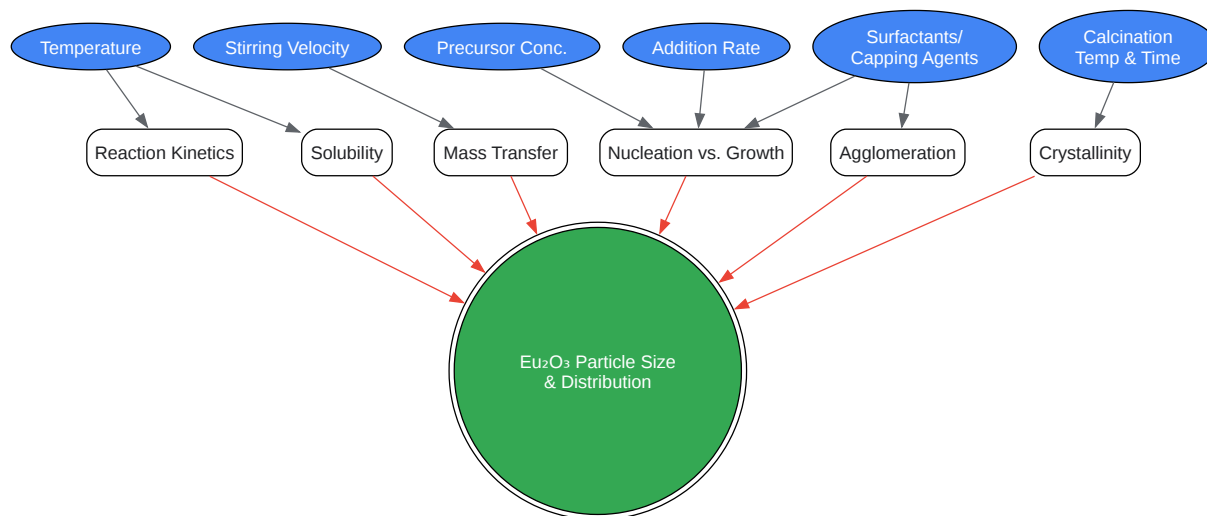 Temperature
Stirring Velocity
Precursor Conc.
Addition Rate
Surfactants/
Capping Agents
Calcination
Temp & Time
Reaction Kinetics
Solubility
Mass Transfer
Nucleation vs. Growth
Agglomeration
Crystallinity
Eu₂O₃ Particle Size
& Distribution